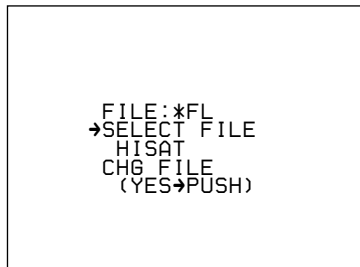 FILE:*FL
→SELECT FILE
HISAT
CHG FILE
(YES→PUSH)